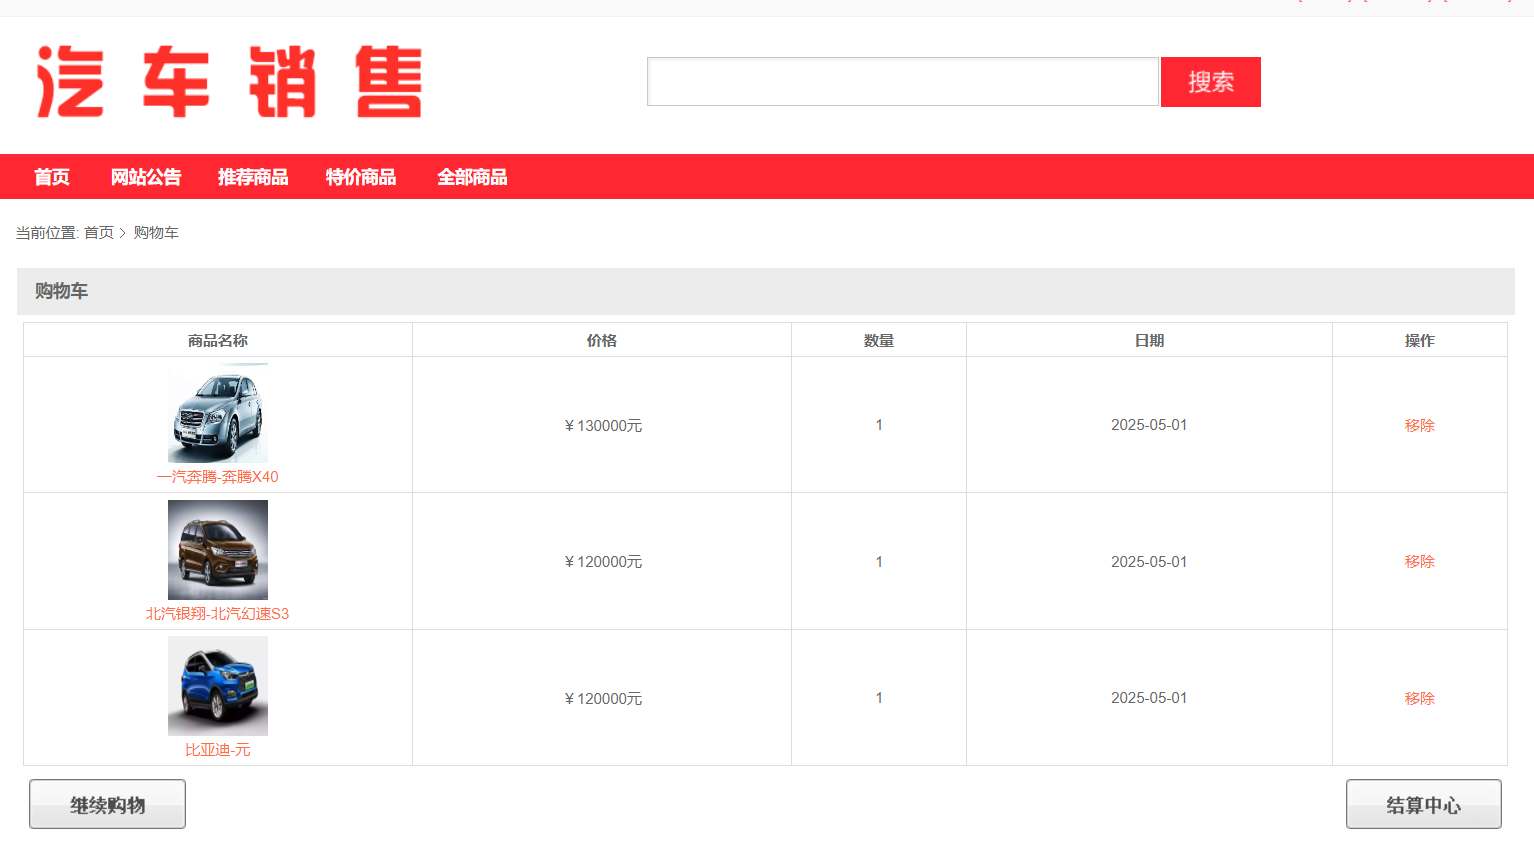 汽车销售
搜索
首页 网站公告 推荐商品 特价商品 全部商品
当前位置: 首页 > 购物车
购物车
商品名称 价格 数量 日期 操作
一汽奔腾-奔腾X40 ¥130000元 1 2025-05-01 移除
北汽银翔-北汽幻速S3 ¥120000元 1 2025-05-01 移除
比亚迪-元 ¥120000元 1 2025-05-01 移除
继续购物 结算中心